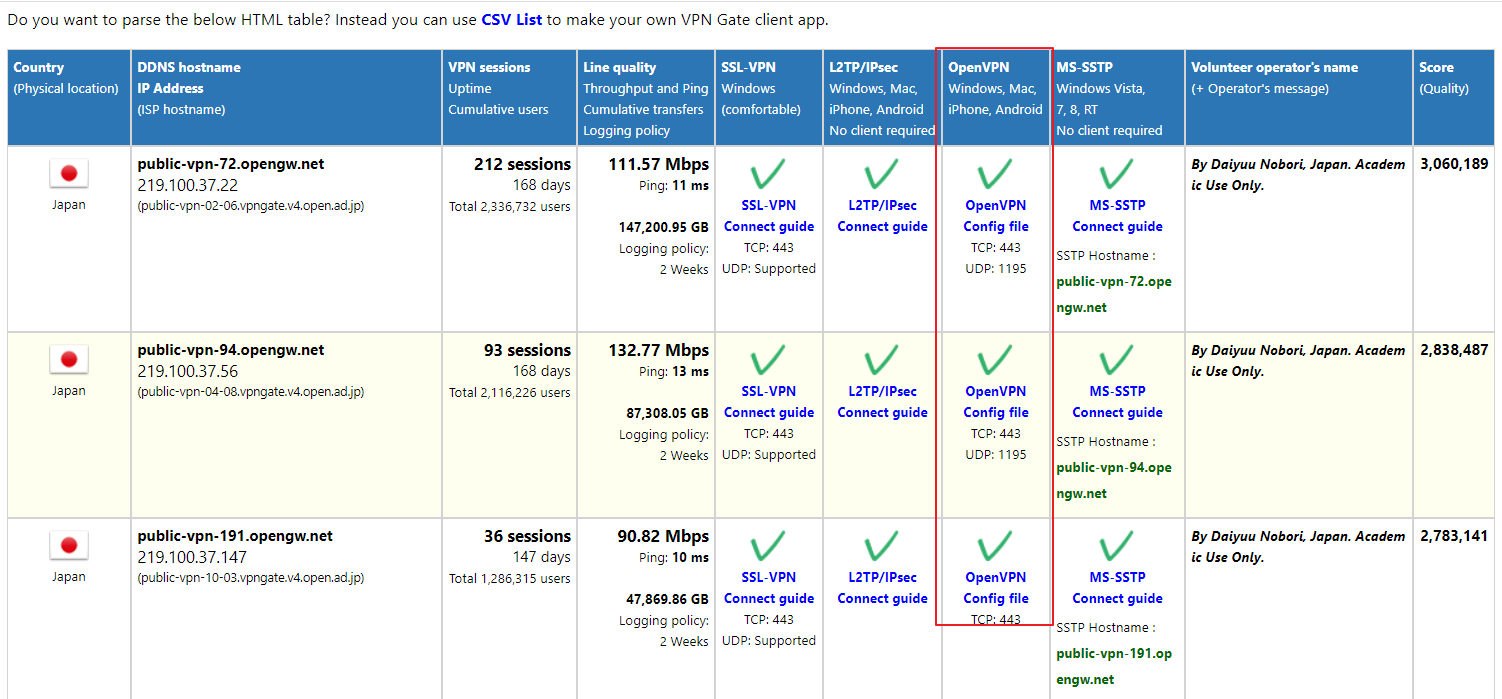 Do you want to parse the below HTML table? Instead you can use CSV List to make your own VPN Gate client app.
Country
(Physical location)
DDNS hostname
IP Address
(ISP hostname)
VPN sessions
Uptime
Cumulative users
Line quality
Throughput and Ping
Cumulative transfers
Logging policy
SSL-VPN
Windows
(comfortable)
L2TP/IPsec
Windows, Mac,
iPhone, Android
No client required
OpenVPN
Windows, Mac,
iPhone, Android
MS-SSTP
Windows Vista,
7, 8, RT
No client required
Volunteer operator's name
(+ Operator's message)
Score
(Quality)
Japan
public-vpn-72.opengw.net
219.100.37.22
(public-vpn-02-06.vpngate.v4.open.ad.jp)
212 sessions
168 days
Total 2,336,732 users
111.57 Mbps
Ping: 11 ms
147,200.95 GB
Logging policy:
2 Weeks
SSL-VPN
Connect guide
TCP: 443
UDP: Supported
L2TP/IPsec
Connect guide
OpenVPN
Config file
TCP: 443
UDP: 1195
MS-SSTP
Connect guide
SSTP Hostname :
public-vpn-72.ope
ngw.net
By Daiyuu Nobori, Japan. Academ
ic Use Only.
3,060,189
Japan
public-vpn-94.opengw.net
219.100.37.56
(public-vpn-04-08.vpngate.v4.open.ad.jp)
93 sessions
168 days
Total 2,116,226 users
132.77 Mbps
Ping: 13 ms
87,308.05 GB
Logging policy:
2 Weeks
SSL-VPN
Connect guide
TCP: 443
UDP: Supported
L2TP/IPsec
Connect guide
OpenVPN
Config file
TCP: 443
UDP: 1195
MS-SSTP
Connect guide
SSTP Hostname :
public-vpn-94.ope
ngw.net
By Daiyuu Nobori, Japan. Academ
ic Use Only.
2,838,487
Japan
public-vpn-191.opengw.net
219.100.37.147
(public-vpn-10-03.vpngate.v4.open.ad.jp)
36 sessions
147 days
Total 1,286,315 users
90.82 Mbps
Ping: 10 ms
47,869.86 GB
Logging policy:
2 Weeks
SSL-VPN
Connect guide
TCP: 443
UDP: Supported
L2TP/IPsec
Connect guide
OpenVPN
Config file
TCP: 443
MS-SSTP
Connect guide
SSTP Hostname :
public-vpn-191.op
engw.net
By Daiyuu Nobori, Japan. Academ
ic Use Only.
2,783,141